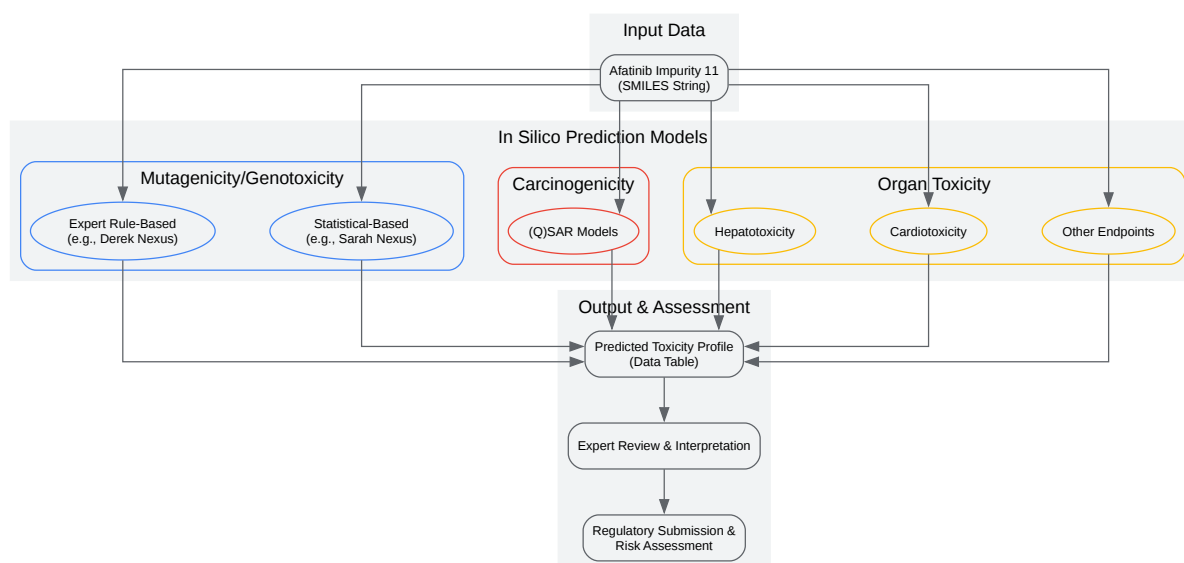 Input Data
Afatinib Impurity 11
(SMILES String)
In Silico Prediction Models
Mutagenicity/Genotoxicity
Carcinogenicity
Organ Toxicity
Expert Rule-Based
(e.g., Derek Nexus)
Statistical-Based
(e.g., Sarah Nexus)
(Q)SAR Models
Hepatotoxicity
Cardiotoxicity
Other Endpoints
Output & Assessment
Predicted Toxicity Profile
(Data Table)
Expert Review & Interpretation
Regulatory Submission &
Risk Assessment